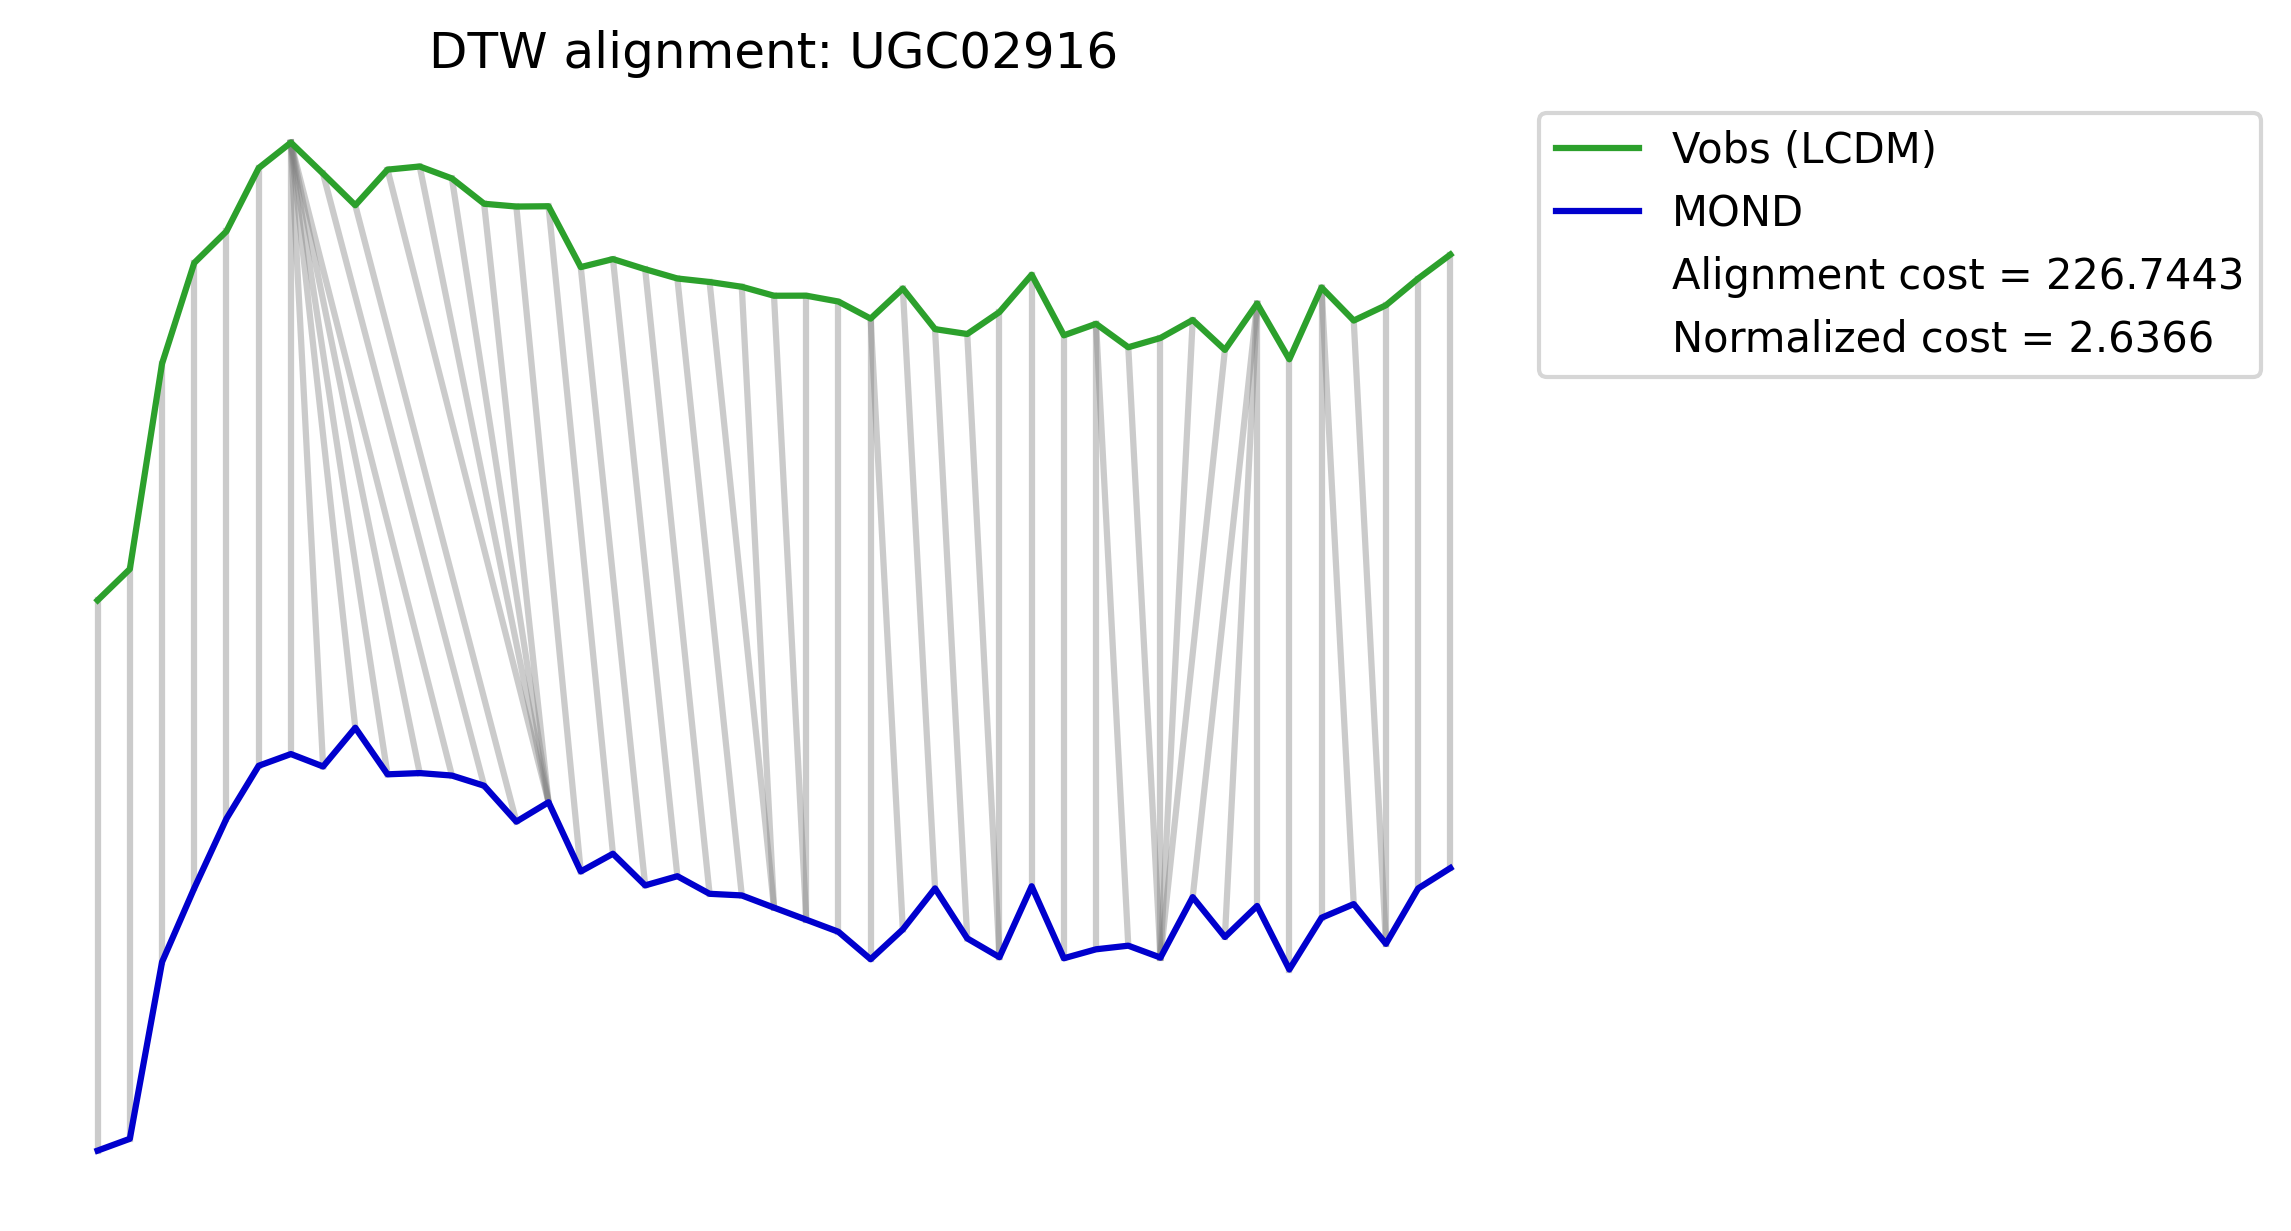 DTW alignment: UGC02916
Vobs (LCDM)
MOND
Alignment cost = 226.7443
Normalized cost = 2.6366